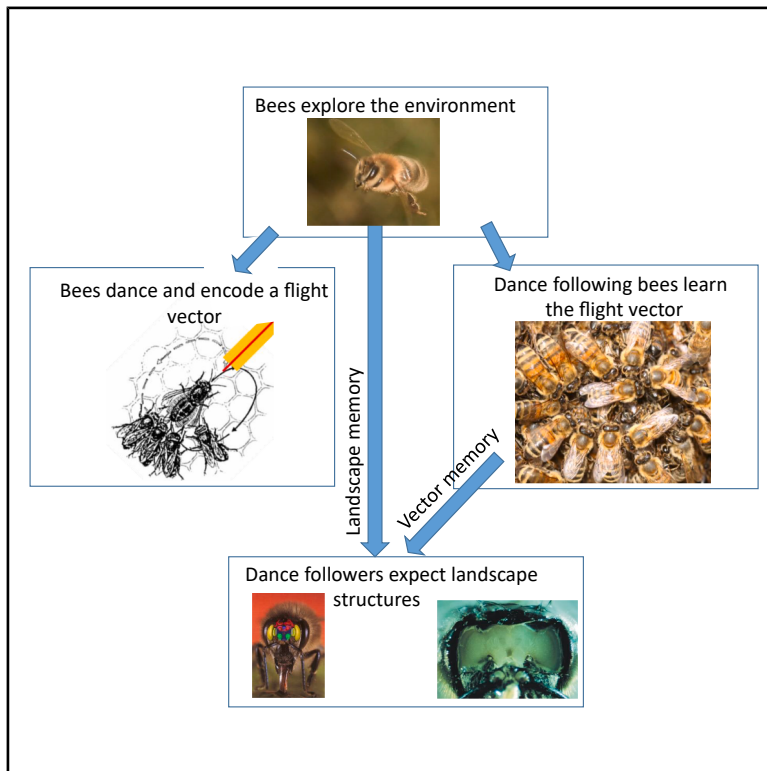 Bees explore the environment
Bees dance and encode a flight
vector
Dance following bees learn
the flight vector
Landscape memory
Vector memory
Dance followers expect landscape
structures